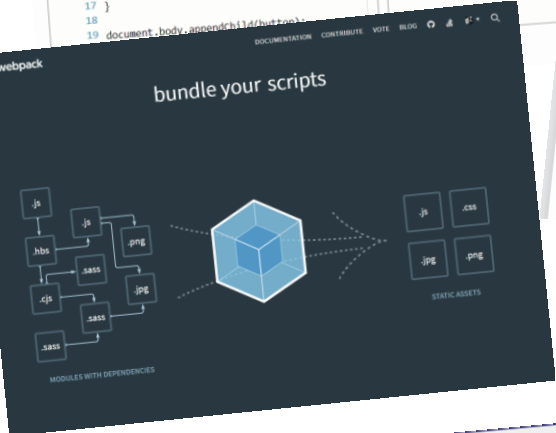 17 }
18
19 document.body.appendChild(button);
webpack
DOCUMENTATION CONTRIBUTE VOTE BLOG
bundle your scripts
.js
.js
.hbs
.png
.sass
.cjs
.jpg
.sass
.sass
MODULES WITH DEPENDENCIES
.js
.css
.jpg
.png
STATIC ASSETS